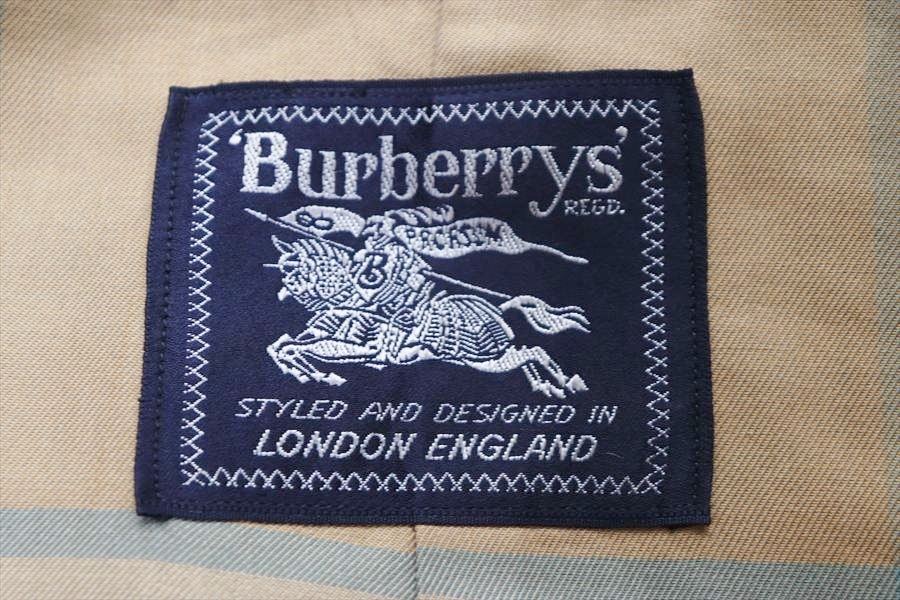 'Burberrys'
REGD.
PRORSUM
B
STYLED AND DESIGNED IN
LONDON ENGLAND